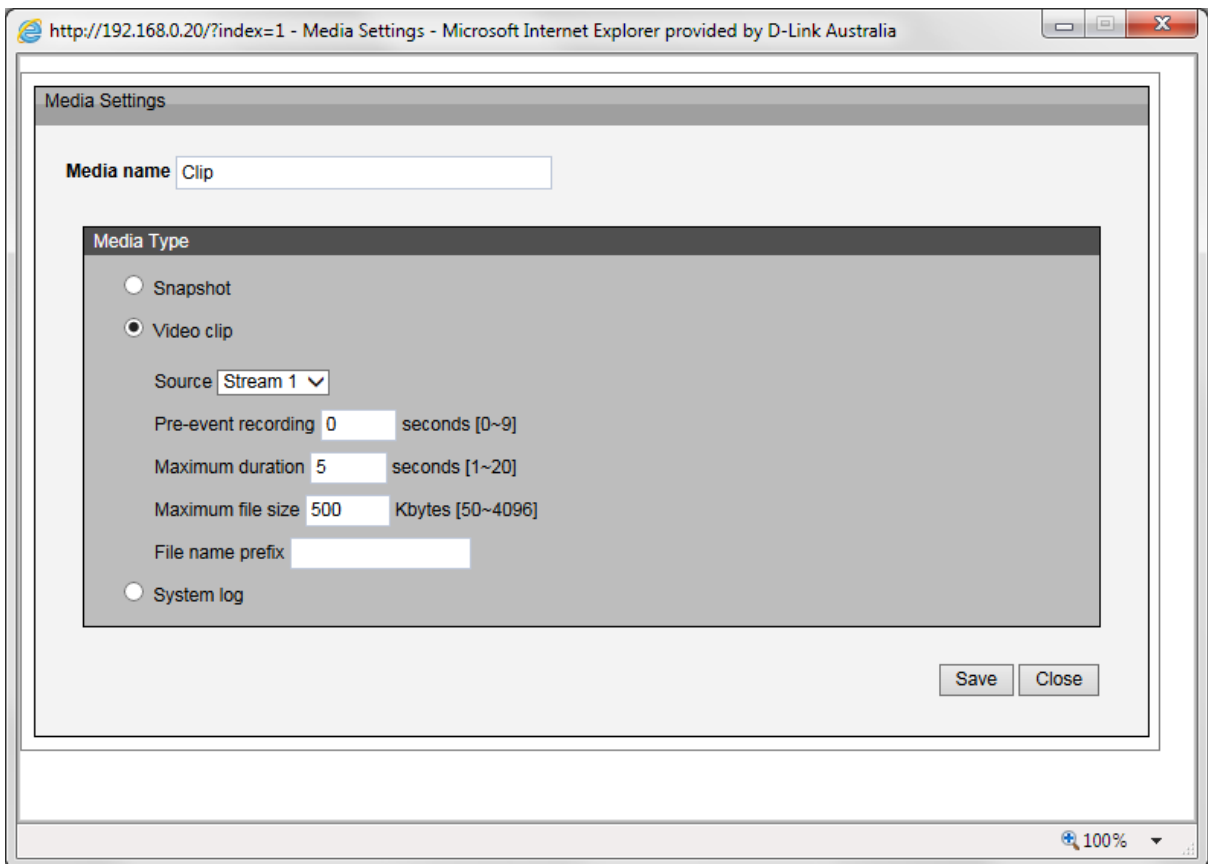 http://192.168.0.20/?index=1 - Media Settings - Microsoft Internet Explorer provided by D-Link Australia
Media Settings
Media name Clip
Media Type
Snapshot
Video clip
Source Stream 1
Pre-event recording 0 seconds [0~9]
Maximum duration 5 seconds [1~20]
Maximum file size 500 Kbytes [50~4096]
File name prefix
System log
Save Close
100%